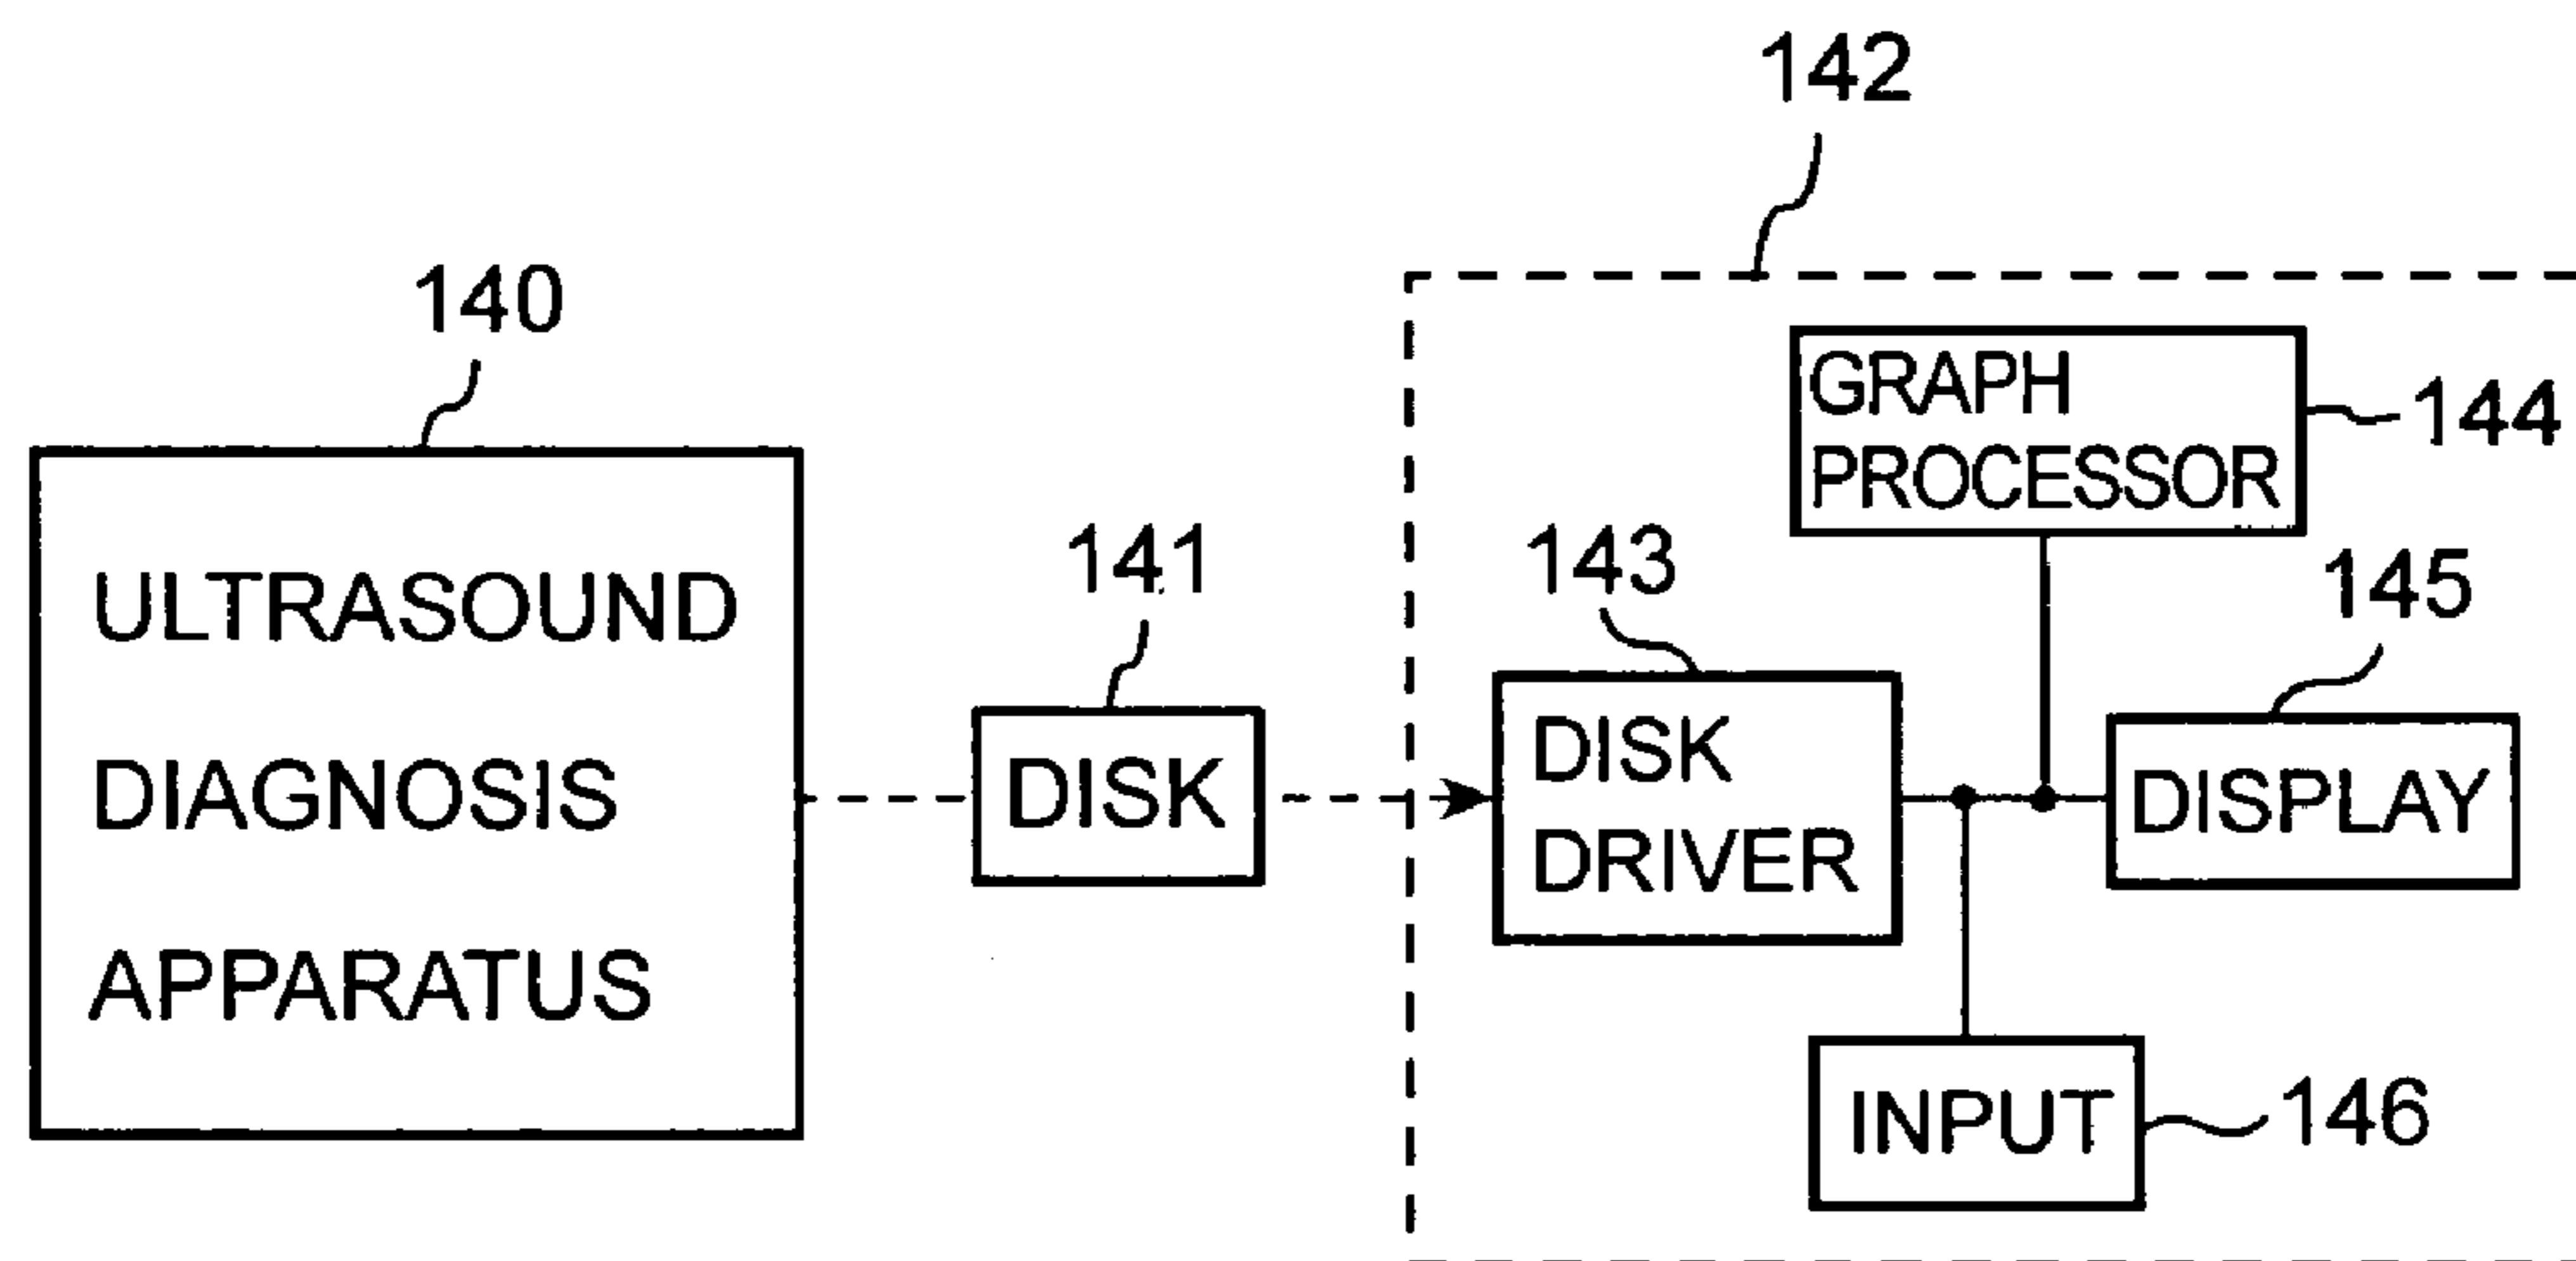 142
140
GRAPH
PROCESSOR
144
141
143
145
ULTRASOUND
DIAGNOSIS
APPARATUS
DISK
DISK
DRIVER
DISPLAY
INPUT
146